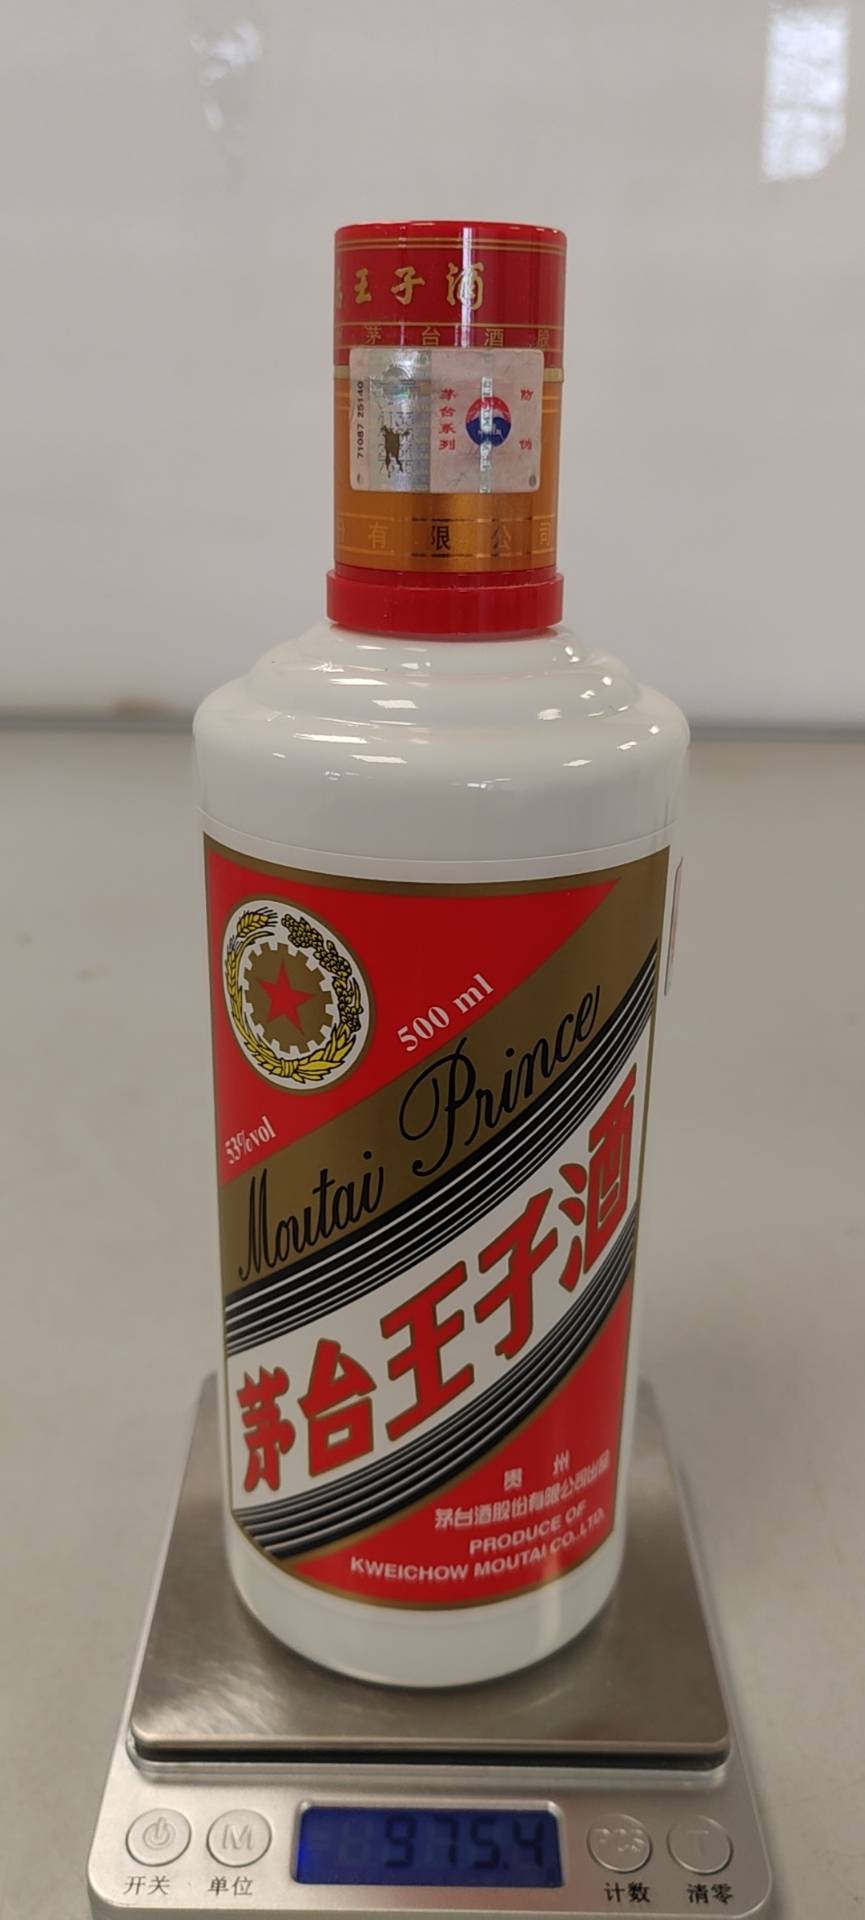 王子酒
茅台酒股
71087 25140
茅台系列
防伪
有限公司
500 ml
53%vol
Moutai Prince
茅台王子酒
贵州
茅台酒股份有限公司出品
PRODUCE OF
KWEICHOW MOUTAI CO.,LTD.
975.4
M
PCS
T
开关
单位
计数
清零